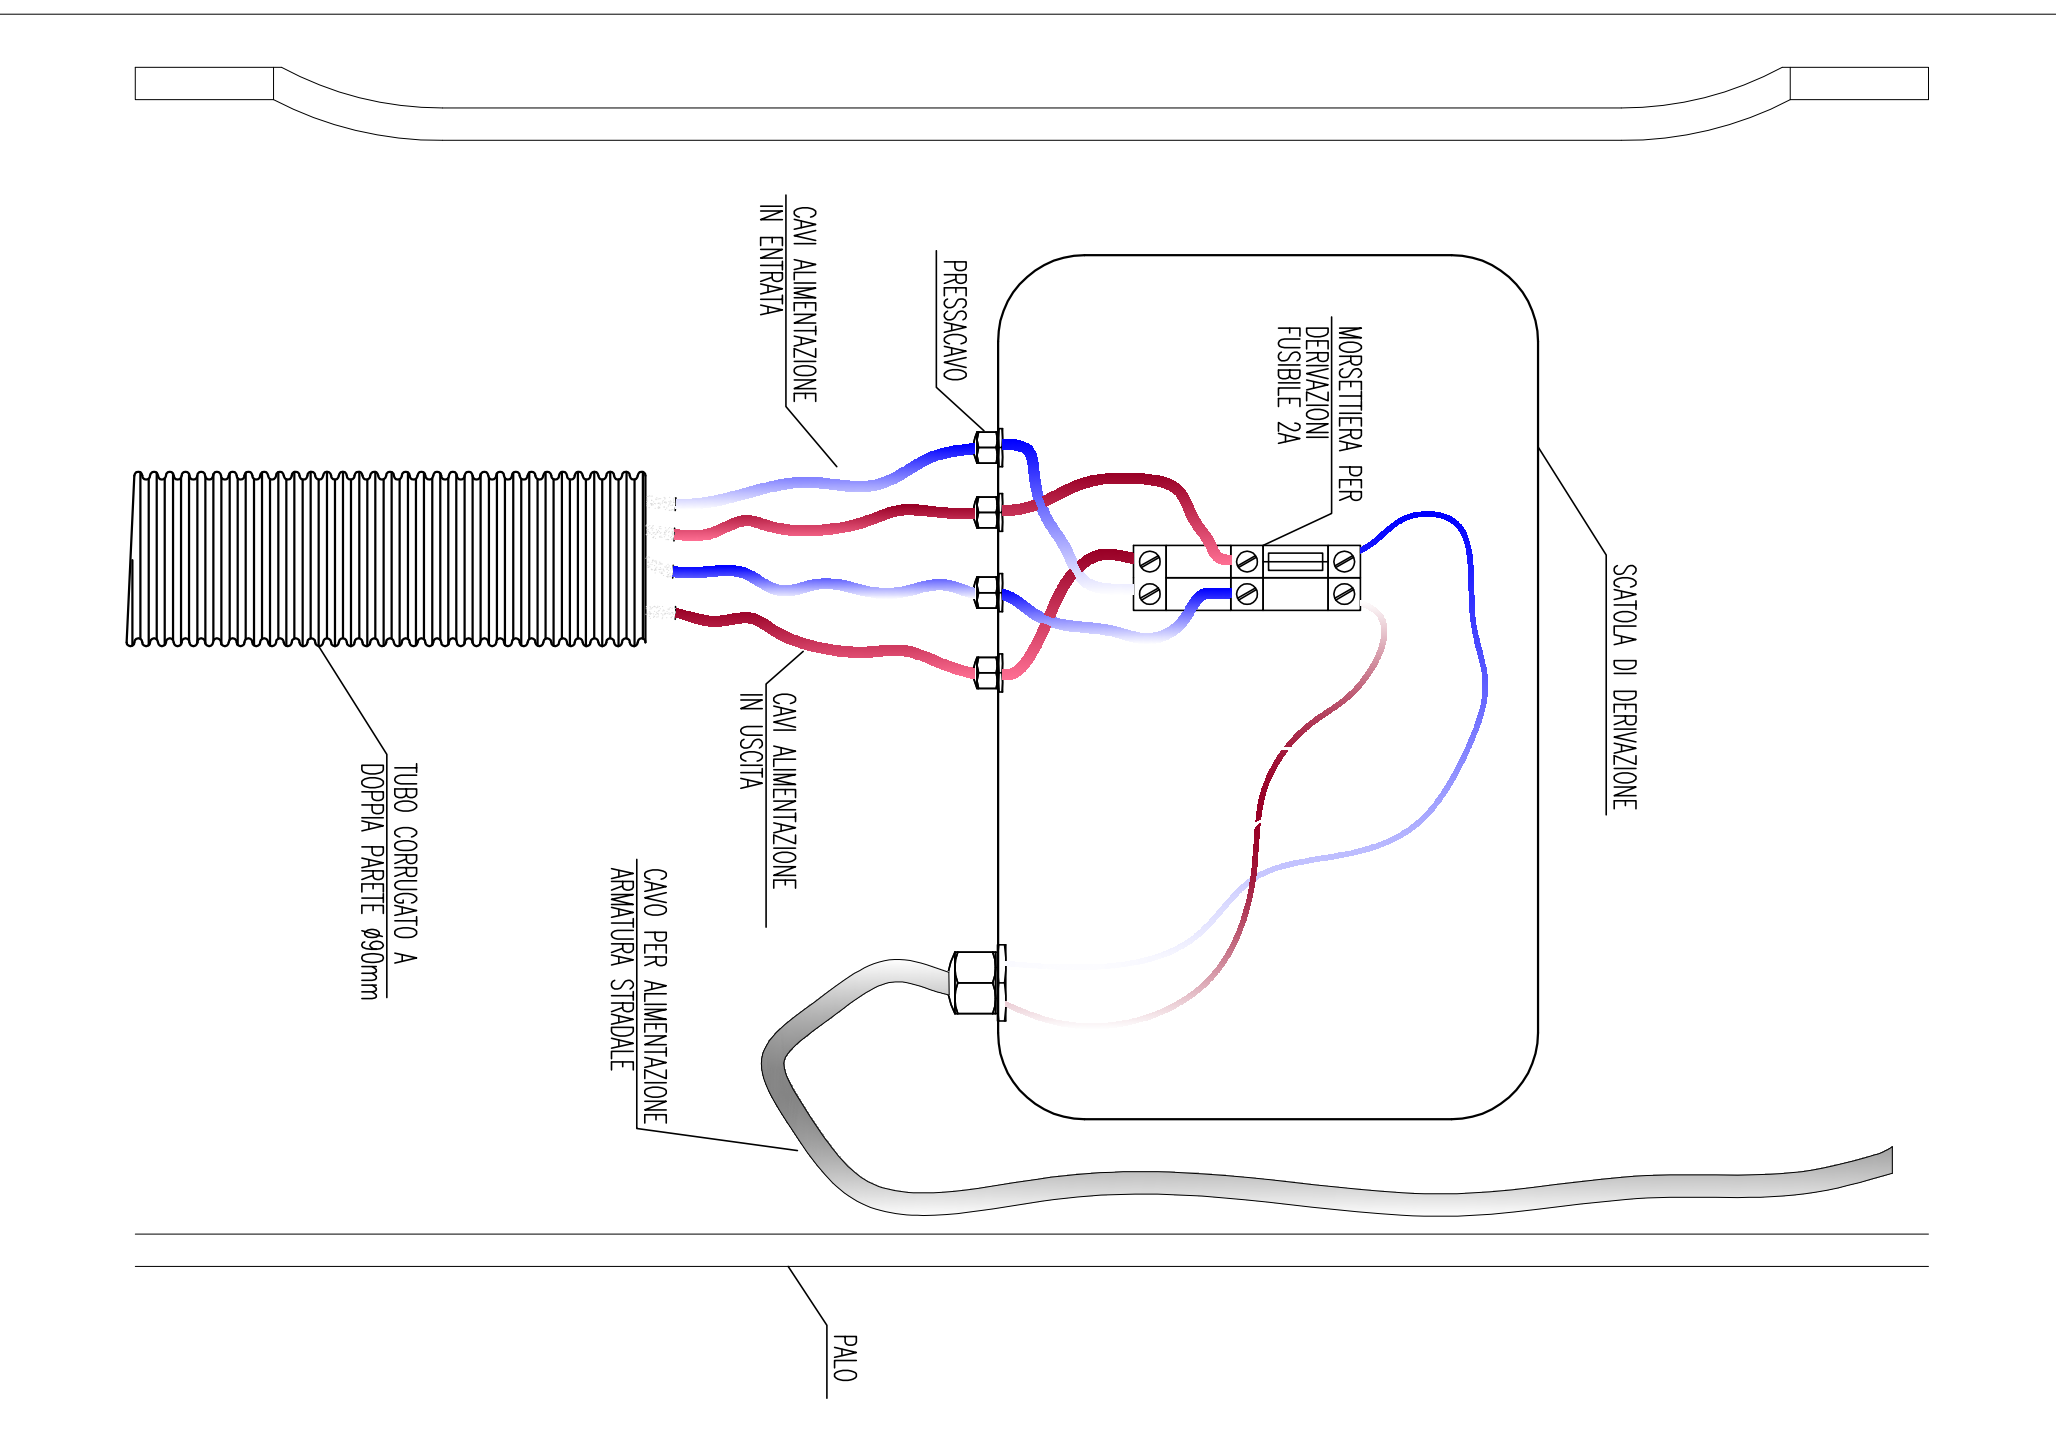 SCATOLA DI DERIVAZIONE
MORSETTIERA PER
DERIVAZIONI
FUSIBILE 2A
PRESSACAVO
CAVI ALIMENTAZIONE
IN ENTRATA
CAVI ALIMENTAZIONE
IN USCITA
CAVO PER ALIMENTAZIONE
ARMATURA STRADALE
TUBO CORRUGATO A
DOPPIA PARETE Ø90mm
PALO